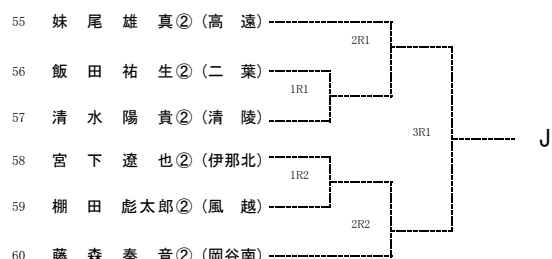 55 妹尾雄真②(高遠)
2R1
56 飯田祐生②(二葉)
1R1
57 清水陽貴②(清陵)
3R1 J
58 宮下遼也②(伊那北)
1R2
59 棚田彪太郎②(風越)
2R2
60 藤森奏音②(岡谷南)